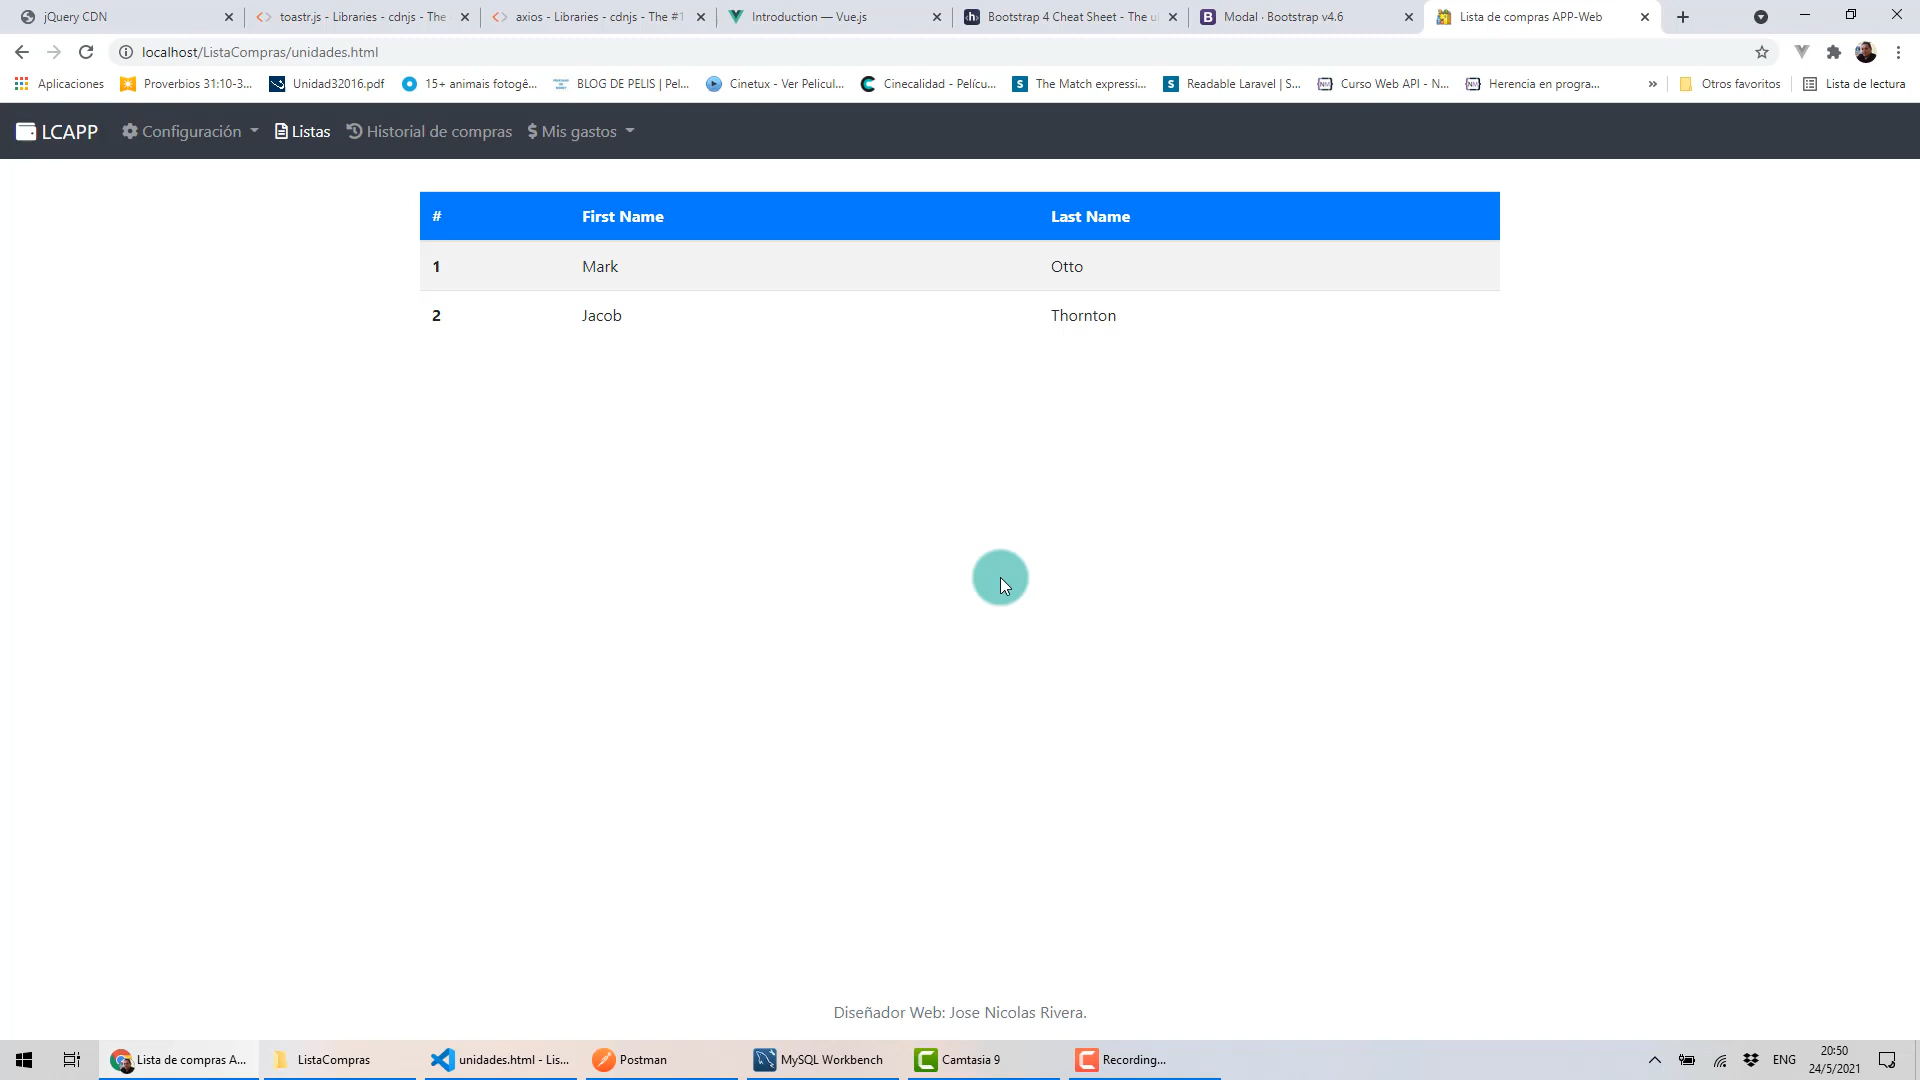 jQuery CDN
toastr.js - Libraries - cdnjs - The
axios - Libraries - cdnjs - The #1
Introduction — Vue.js
Bootstrap 4 Cheat Sheet - The u
Modal · Bootstrap v4.6
Lista de compras APP-Web
localhost/ListaCompras/unidades.html
Aplicaciones
Proverbios 31:10-3...
Unidad32016.pdf
15+ animais fotogê...
BLOG DE PELIS | Pel...
Cinetux - Ver Pelicul...
Cinecalidad - Pelícu...
The Match expressi...
Readable Laravel | S...
Curso Web API - N...
Herencia en progra...
»
Otros favoritos
Lista de lectura
LCAPP
Configuración
Listas
Historial de compras
$ Mis gastos
# First Name Last Name
1 Mark Otto
2 Jacob Thornton
Diseñador Web: Jose Nicolas Rivera.
Lista de compras A...
ListaCompras
unidades.html - Lis...
Postman
MySQL Workbench
Camtasia 9
Recording...
ENG
20:50
24/5/2021